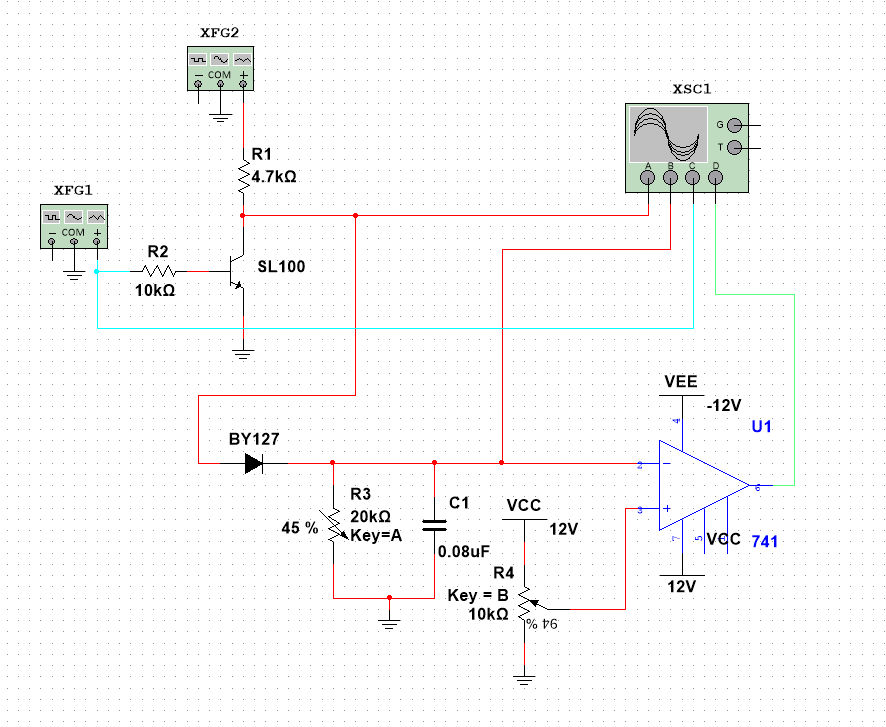 XFG2
COM
R1
4.7kΩ
XSC1
G
T
A B C D
XFG1
COM
R2
10kΩ
SL100
VEE
-12V
4
U1
BY127
2
6
3
R3
20kΩ
Key=A
45 %
C1
0.08uF
VCC
12V
7
5
VCC
741
12V
R4
Key = B
10kΩ
94 %